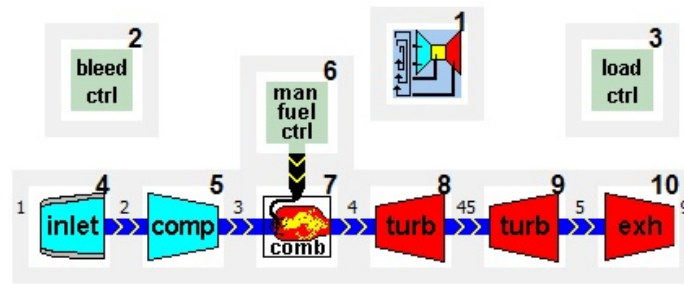 1
2
3
bleed
ctrl
load
ctrl
6
man
fuel
ctrl
1 4 2 5 3 7 4 8 45 9 5 10 9
inlet comp comb turb turb exh